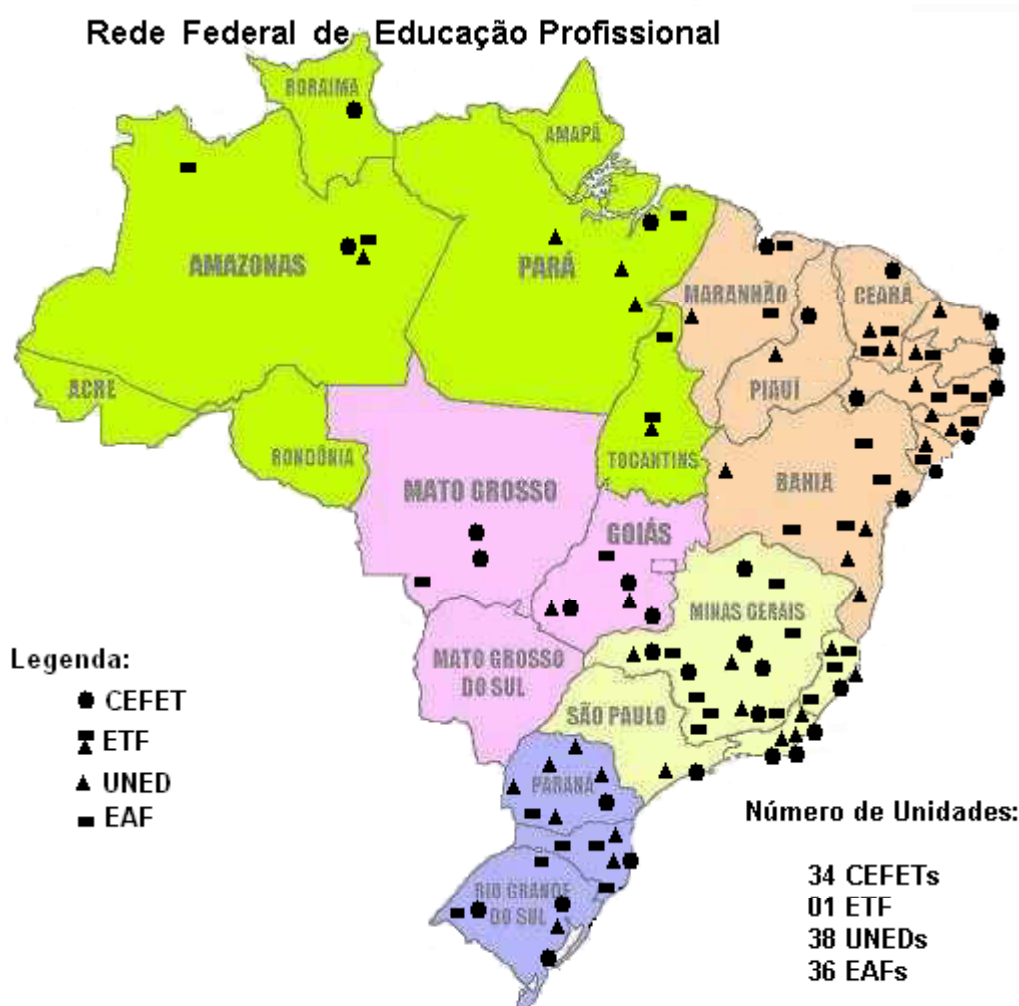 Rede Federal de Educação Profissional
RORAIMA
AMAPÁ
AMAZONAS
PARÁ
MARANHÃO
CEARÁ
ACRE
PIAUÍ
RONDÔNIA
TOCANTINS
MATO GROSSO
BAHIA
GOIÁS
MINAS GERAIS
MATO GROSSO
DO SUL
SÃO PAULO
PARANÁ
RIO GRANDE
DO SUL
Legenda:
CEFET
ETF
UNED
EAF
Número de Unidades:
34 CEFETs
01 ETF
38 UNEDs
36 EAFs